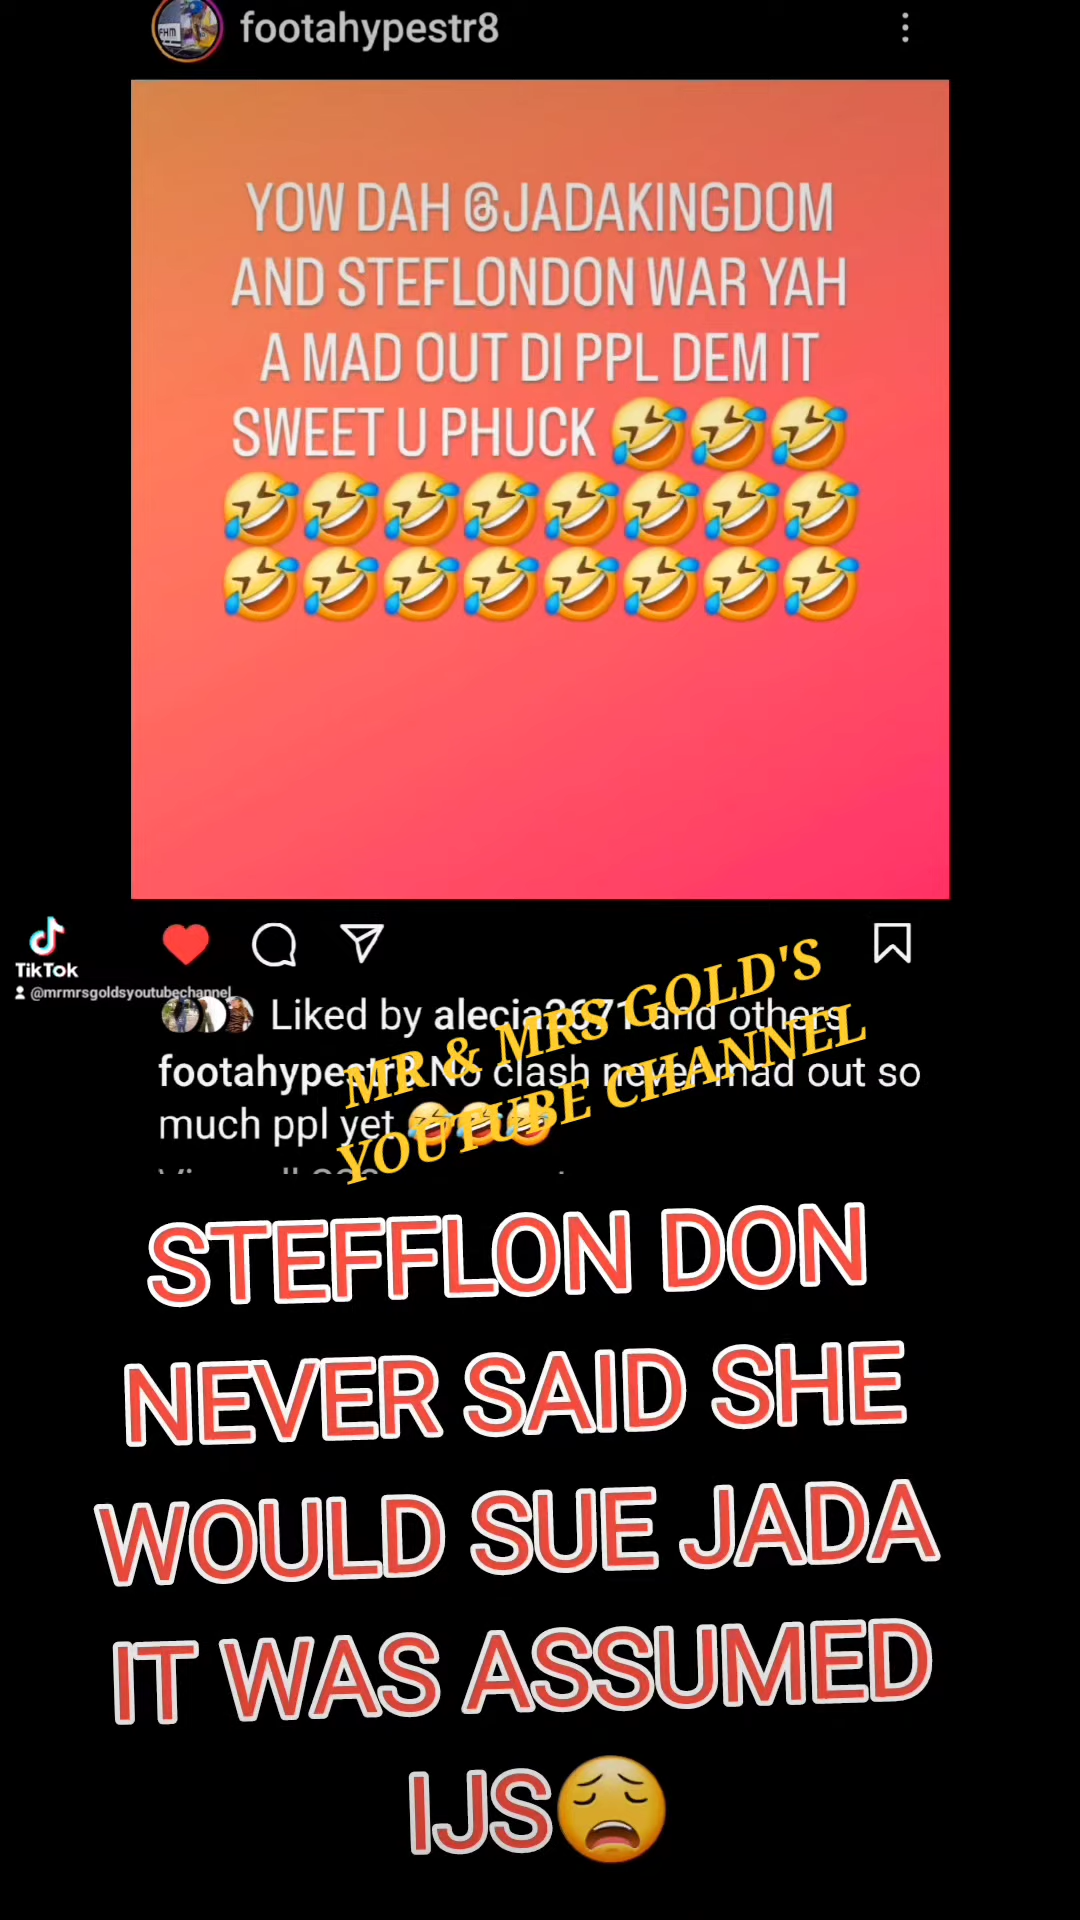 FHM
footahypestr8
YOW DAH @JADAKINGDOM
AND STEFLONDON WAR YAH
A MAD OUT DI PPL DEM IT
SWEET U PHUCK 🤣🤣🤣
🤣🤣🤣🤣🤣🤣🤣🤣
🤣🤣🤣🤣🤣🤣🤣🤣
TikTok
@mrmrsgoldsyoutubechannel
Liked by alecia2671 and others
footahypestr8 No clash never mad out so
much ppl yet 🤣🤣🤣
MR & MRS GOLD'S
YOUTUBE CHANNEL
STEFFLON DON
NEVER SAID SHE
WOULD SUE JADA
IT WAS ASSUMED
IJS😩